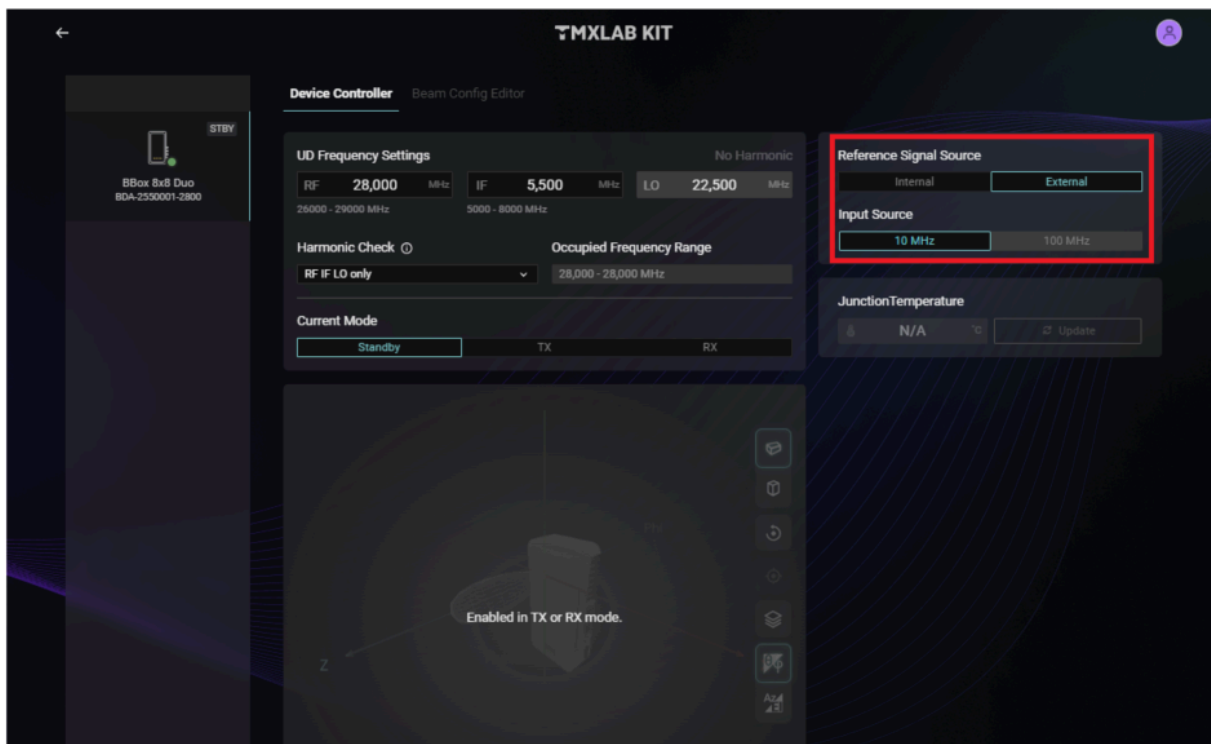 TMXLAB KIT
Device Controller Beam Config Editor
STBY
BBox 8x8 Duo
BDA-2550001-2800
UD Frequency Settings No Harmonic
RF 28,000 MHz IF 5,500 MHz LO 22,500 MHz
26000 - 29000 MHz 5000 - 8000 MHz
Harmonic Check Occupied Frequency Range
RF IF LO only 28,000 - 28,000 MHz
Current Mode
Standby TX RX
Reference Signal Source
Internal External
Input Source
10 MHz 100 MHz
JunctionTemperature
N/A °C Update
Enabled in TX or RX mode.
Z
θ φ
Az El